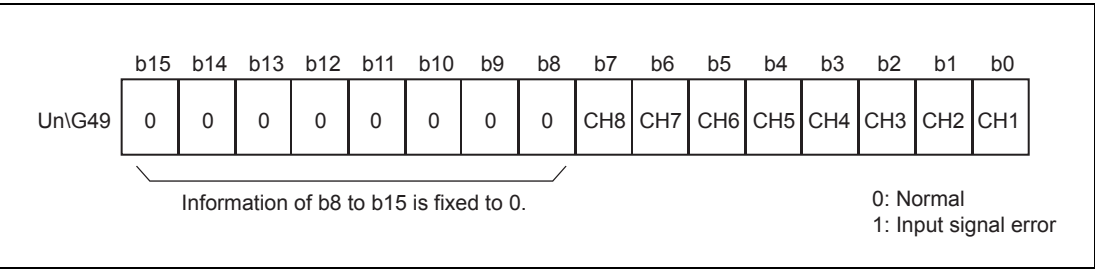 b15 b14 b13 b12 b11 b10 b9 b8 b7 b6 b5 b4 b3 b2 b1 b0
Un\G49 0 0 0 0 0 0 0 0 CH8 CH7 CH6 CH5 CH4 CH3 CH2 CH1
Information of b8 to b15 is fixed to 0.
0: Normal
1: Input signal error